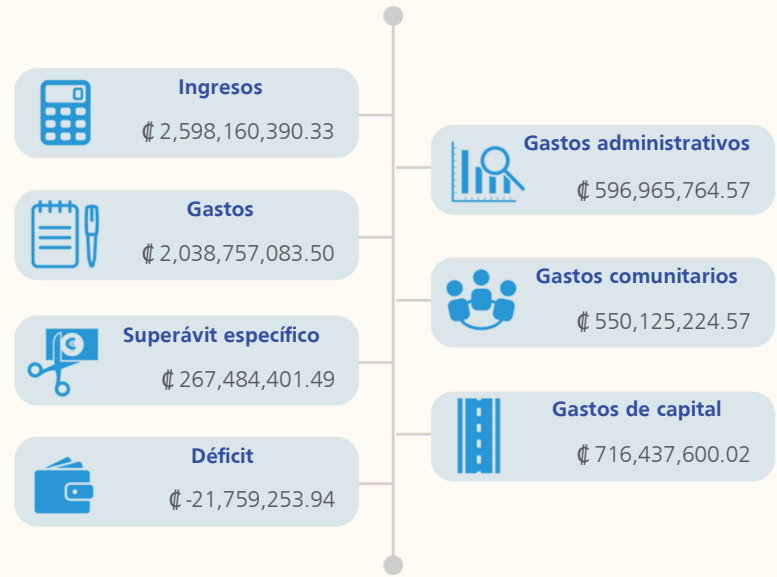 Ingresos
₡ 2,598,160,390.33
Gastos
₡ 2,038,757,083.50
Superávit específico
₡ 267,484,401.49
Déficit
₡ -21,759,253.94
Gastos administrativos
₡ 596,965,764.57
Gastos comunitarios
₡ 550,125,224.57
Gastos de capital
₡ 716,437,600.02